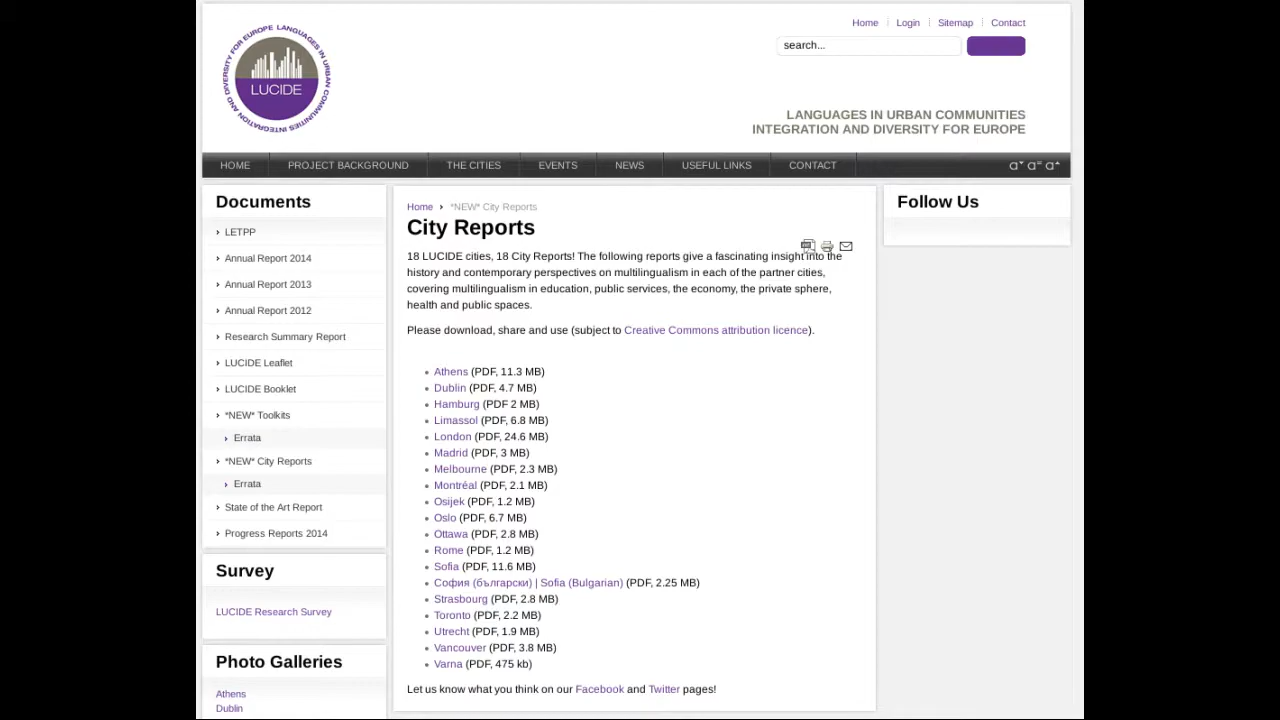 LANGUAGES IN URBAN COMMUNITIES INTEGRATION AND DIVERSITY FOR EUROPE
LUCIDE
Home Login Sitemap Contact
search...
LANGUAGES IN URBAN COMMUNITIES
INTEGRATION AND DIVERSITY FOR EUROPE
HOME PROJECT BACKGROUND THE CITIES EVENTS NEWS USEFUL LINKS CONTACT
a a a
Documents
LETPP
Annual Report 2014
Annual Report 2013
Annual Report 2012
Research Summary Report
LUCIDE Leaflet
LUCIDE Booklet
*NEW* Toolkits
Errata
*NEW* City Reports
Errata
State of the Art Report
Progress Reports 2014
Survey
LUCIDE Research Survey
Photo Galleries
Athens
Dublin
Home › *NEW* City Reports
City Reports
18 LUCIDE cities, 18 City Reports! The following reports give a fascinating insight into the
history and contemporary perspectives on multilingualism in each of the partner cities,
covering multilingualism in education, public services, the economy, the private sphere,
health and public spaces.
Please download, share and use (subject to Creative Commons attribution licence).
Athens (PDF, 11.3 MB)
Dublin (PDF, 4.7 MB)
Hamburg (PDF 2 MB)
Limassol (PDF, 6.8 MB)
London (PDF, 24.6 MB)
Madrid (PDF, 3 MB)
Melbourne (PDF, 2.3 MB)
Montréal (PDF, 2.1 MB)
Osijek (PDF, 1.2 MB)
Oslo (PDF, 6.7 MB)
Ottawa (PDF, 2.8 MB)
Rome (PDF, 1.2 MB)
Sofia (PDF, 11.6 MB)
София (български) | Sofia (Bulgarian) (PDF, 2.25 MB)
Strasbourg (PDF, 2.8 MB)
Toronto (PDF, 2.2 MB)
Utrecht (PDF, 1.9 MB)
Vancouver (PDF, 3.8 MB)
Varna (PDF, 475 kb)
Let us know what you think on our Facebook and Twitter pages!
Follow Us